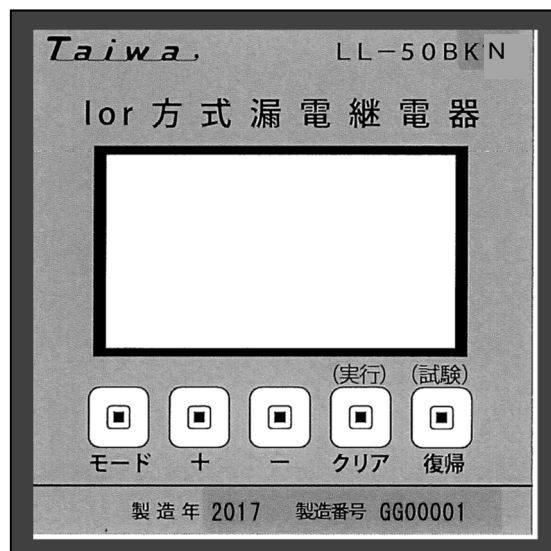 Taiwa, LL-50BKN
Ior方式漏電継電器
(実行) (試験)
モード + - クリア 復帰
製造年 2017 製造番号 GG00001